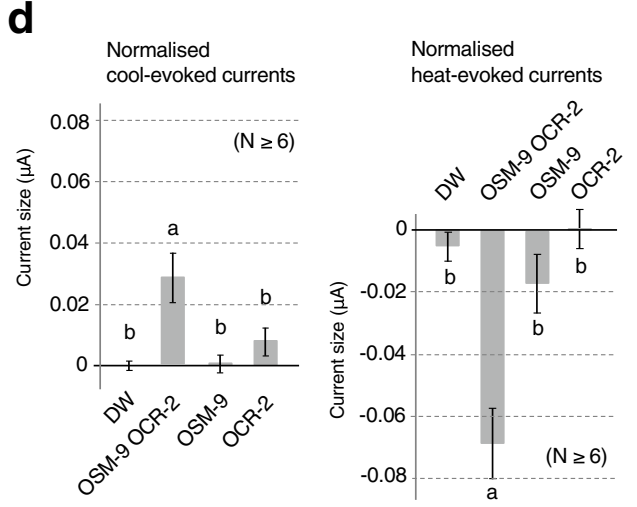 d
Normalised
cool-evoked currents
Current size (µA)
0.08
0.06
0.04
0.02
0
(N ≥ 6)
b
a
b
b
DW
OSM-9 OCR-2
OSM-9
OCR-2
Normalised
heat-evoked currents
DW
OSM-9 OCR-2
OSM-9
OCR-2
Current size (µA)
0
-0.02
-0.04
-0.06
-0.08
b
a
b
b
(N ≥ 6)